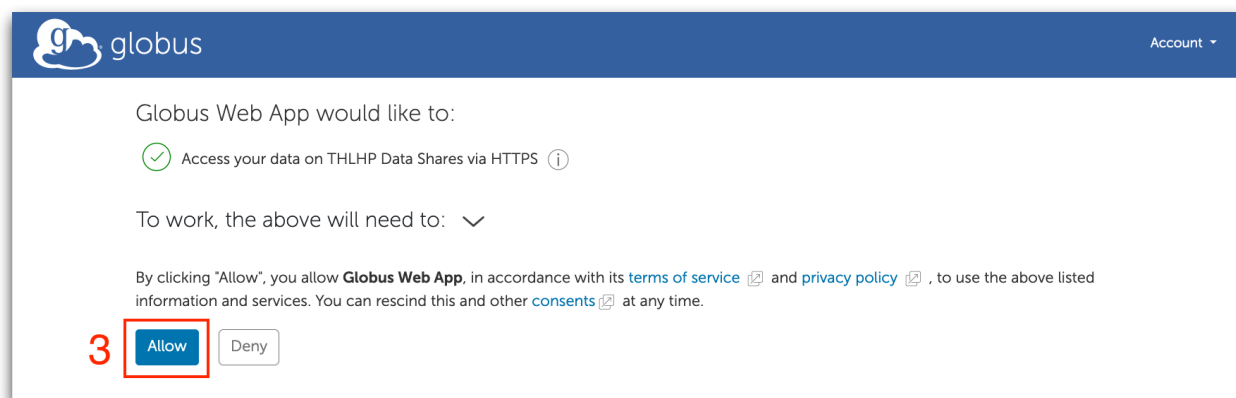 globus
Account
Globus Web App would like to:
Access your data on THLHP Data Shares via HTTPS
To work, the above will need to:
By clicking "Allow", you allow Globus Web App, in accordance with its terms of service and privacy policy , to use the above listed
information and services. You can rescind this and other consents at any time.
3 Allow Deny